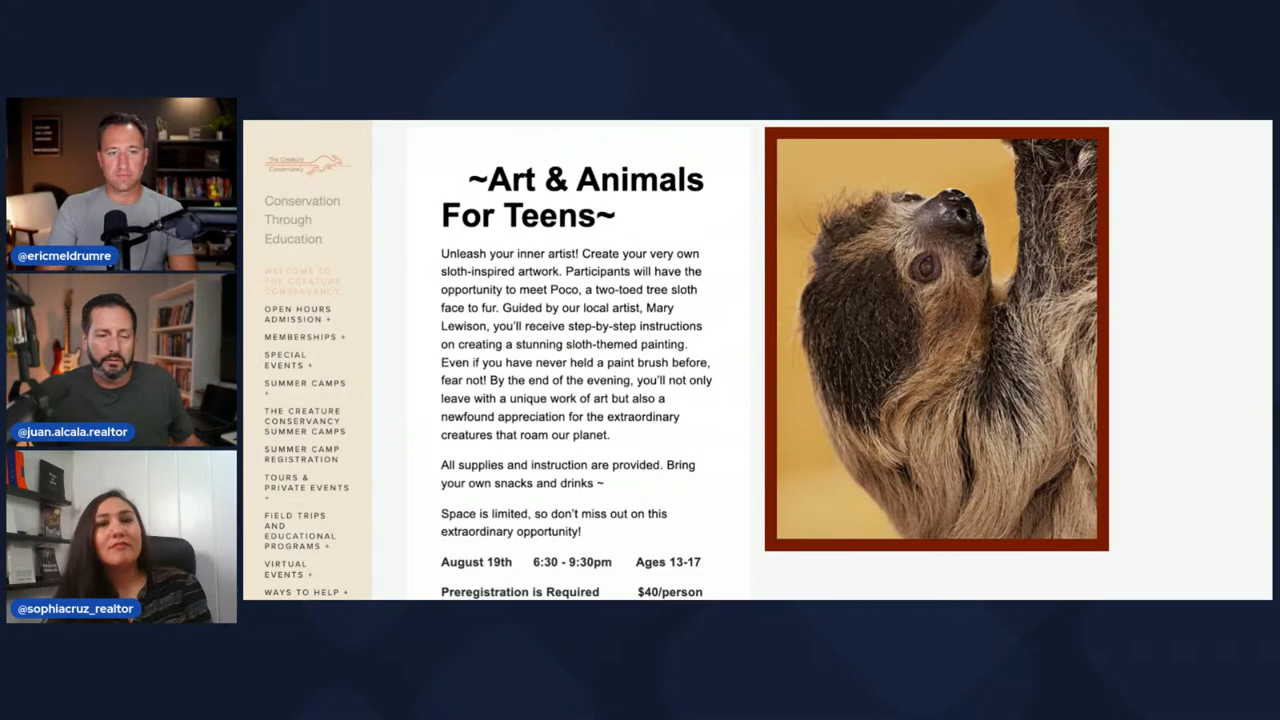 @ericmeldrumre
@juan.alcala.realtor
@sophiacruz_realtor
The Creature
Conservancy
Conservation
Through
Education
WELCOME TO
THE CREATURE
CONSERVANCY
OPEN HOURS
ADMISSION +
MEMBERSHIPS +
SPECIAL
EVENTS +
SUMMER CAMPS
+
THE CREATURE
CONSERVANCY
SUMMER CAMPS
SUMMER CAMP
REGISTRATION
TOURS &
PRIVATE EVENTS
+
FIELD TRIPS
AND
EDUCATIONAL
PROGRAMS +
VIRTUAL
EVENTS +
WAYS TO HELP +
~Art & Animals
For Teens~
Unleash your inner artist! Create your very own
sloth-inspired artwork. Participants will have the
opportunity to meet Poco, a two-toed tree sloth
face to fur. Guided by our local artist, Mary
Lewison, you'll receive step-by-step instructions
on creating a stunning sloth-themed painting.
Even if you have never held a paint brush before,
fear not! By the end of the evening, you'll not only
leave with a unique work of art but also a
newfound appreciation for the extraordinary
creatures that roam our planet.
All supplies and instruction are provided. Bring
your own snacks and drinks ~
Space is limited, so don't miss out on this
extraordinary opportunity!
August 19th 6:30 - 9:30pm Ages 13-17
Preregistration is Required $40/person